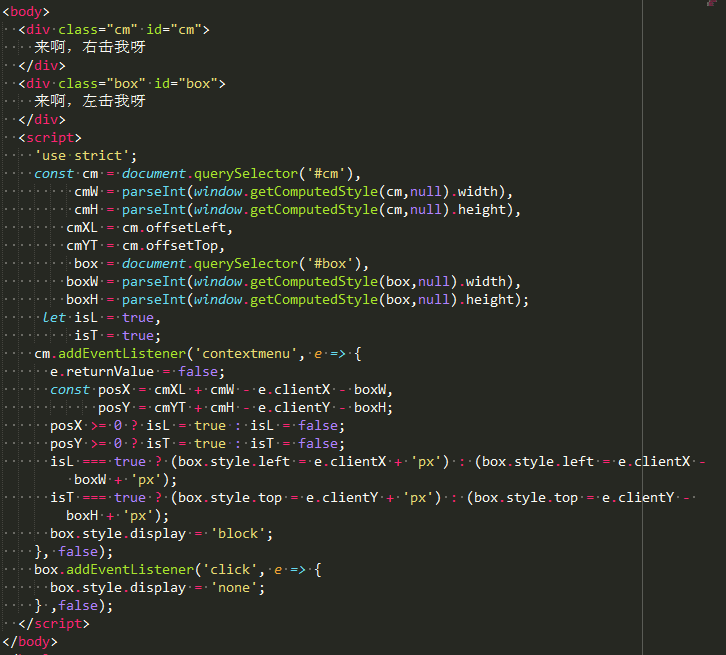 <body>
  <div class="cm" id="cm">
    来啊，右击我呀
  </div>
  <div class="box" id="box">
    来啊，左击我呀
  </div>
  <script>
    'use strict';
    const cm = document.querySelector('#cm'),
         cmW = parseInt(window.getComputedStyle(cm,null).width),
         cmH = parseInt(window.getComputedStyle(cm,null).height),
        cmXL = cm.offsetLeft,
        cmYT = cm.offsetTop,
         box = document.querySelector('#box'),
        boxW = parseInt(window.getComputedStyle(box,null).width),
        boxH = parseInt(window.getComputedStyle(box,null).height);
     let isL = true,
         isT = true;
    cm.addEventListener('contextmenu', e => {
      e.returnValue = false;
      const posX = cmXL + cmW - e.clientX - boxW,
            posY = cmYT + cmH - e.clientY - boxH;
      posX >= 0 ? isL = true : isL = false;
      posY >= 0 ? isT = true : isT = false;
      isL === true ? (box.style.left = e.clientX + 'px') : (box.style.left = e.clientX -
        boxW + 'px');
      isT === true ? (box.style.top = e.clientY + 'px') : (box.style.top = e.clientY -
        boxH + 'px');
      box.style.display = 'block';
    }, false);
    box.addEventListener('click', e => {
      box.style.display = 'none';
    } ,false);
  </script>
</body>